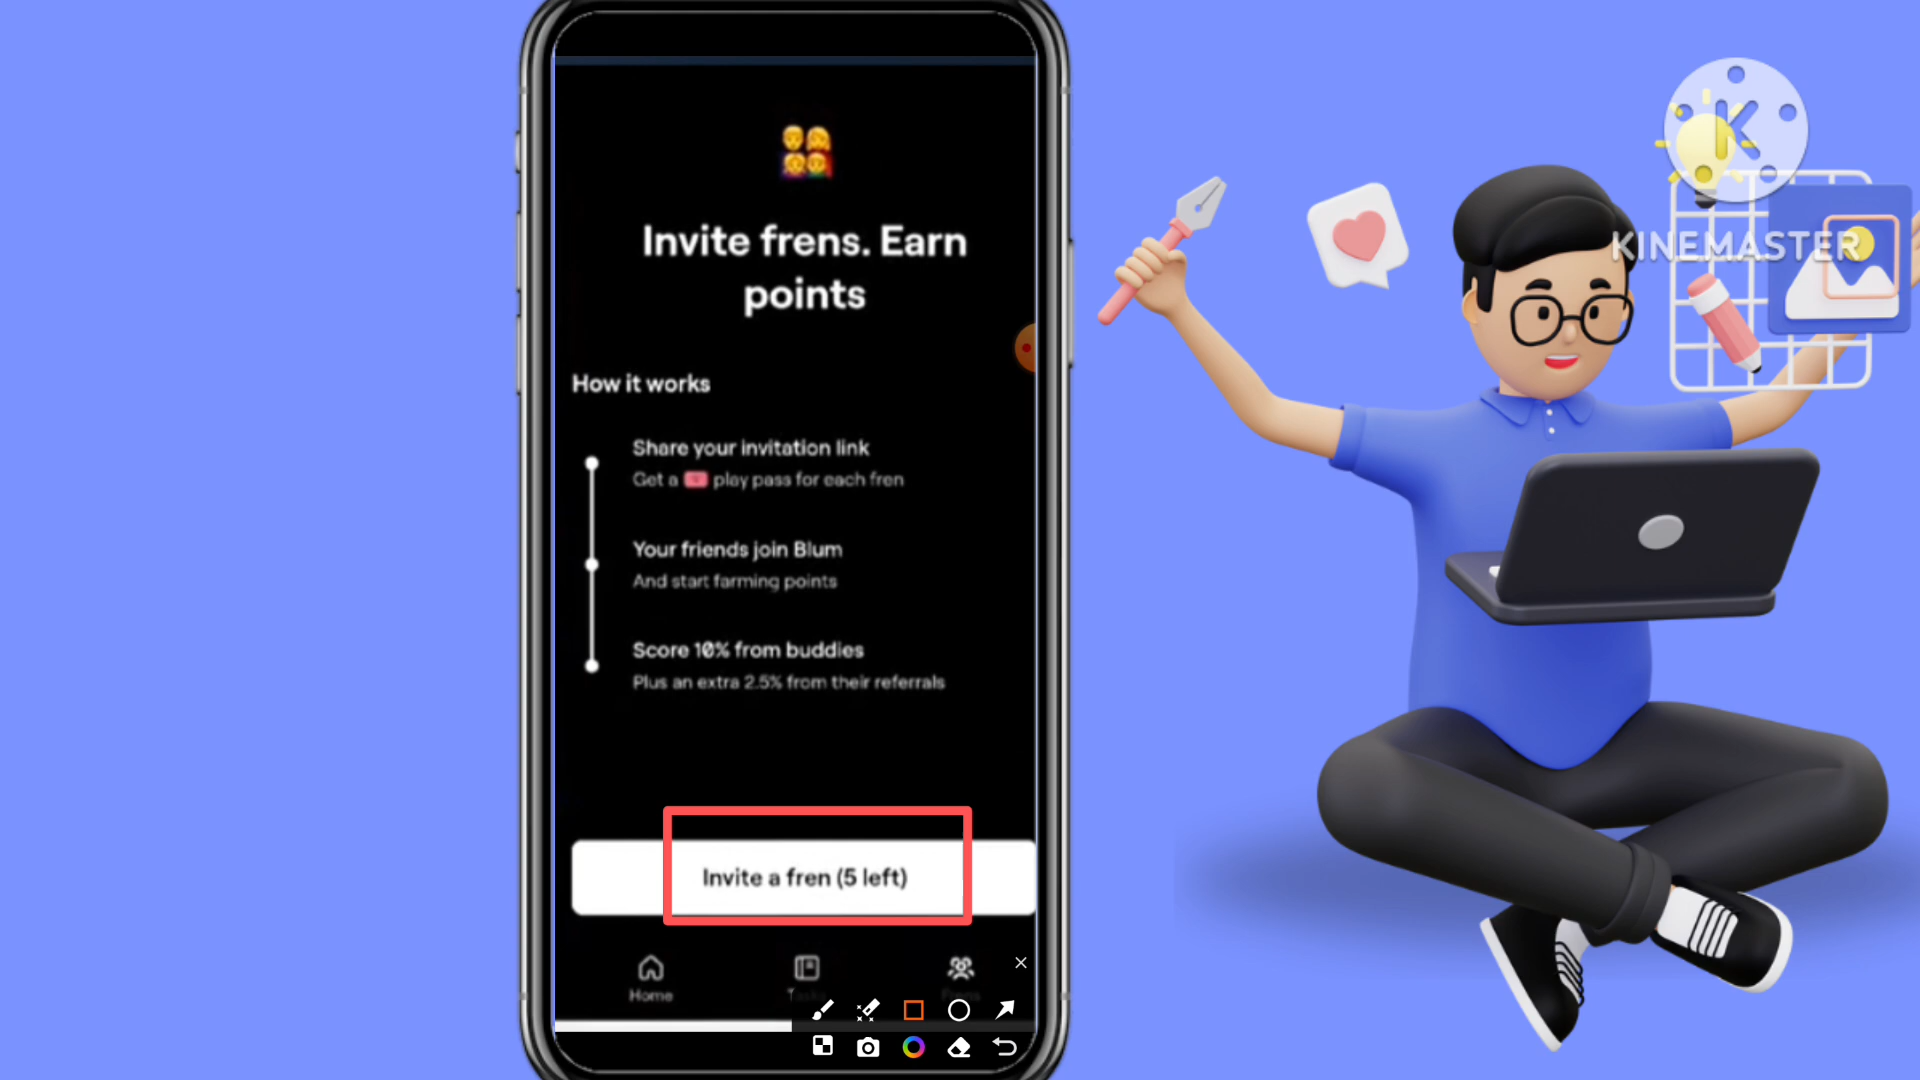 Invite frens. Earn
points
How it works
Share your invitation link
Get a play pass for each fren
Your friends join Blum
And start farming points
Score 10% from buddies
Plus an extra 2.5% from their referrals
Invite a fren (5 left)
Home
K
KINEMASTER